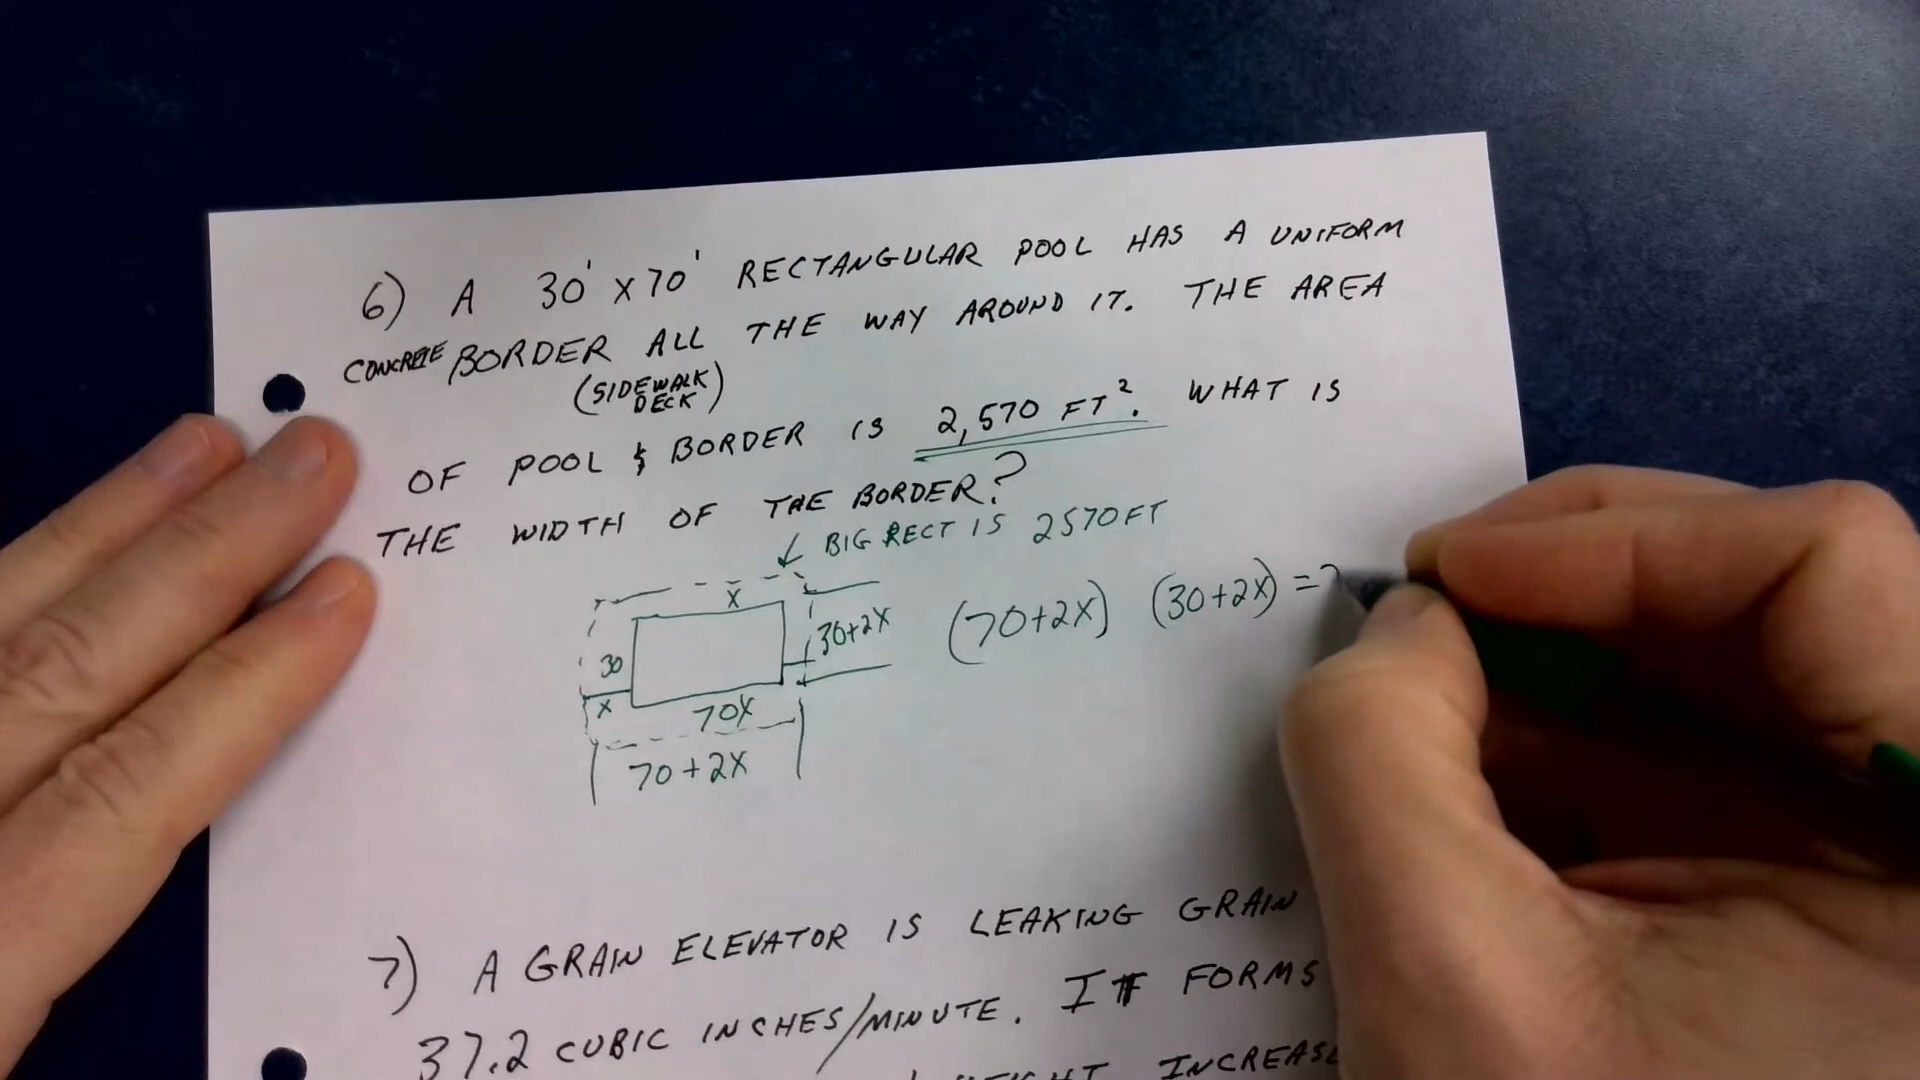 6) A 30' x 70' RECTANGULAR POOL HAS A UNIFORM
CONCRETE BORDER ALL THE WAY AROUND IT. THE AREA
(SIDEWALK
DECK)
OF POOL & BORDER IS 2,570 FT². WHAT IS
THE WIDTH OF THE BORDER?
BIG RECT IS 2570FT
x
30
30+2x
x
70x
70+2x
(70+2x) (30+2x) =2
7) A GRAIN ELEVATOR IS LEAKING GRAIN
37.2 CUBIC INCHES/MINUTE. IT FORMS
INCREASE